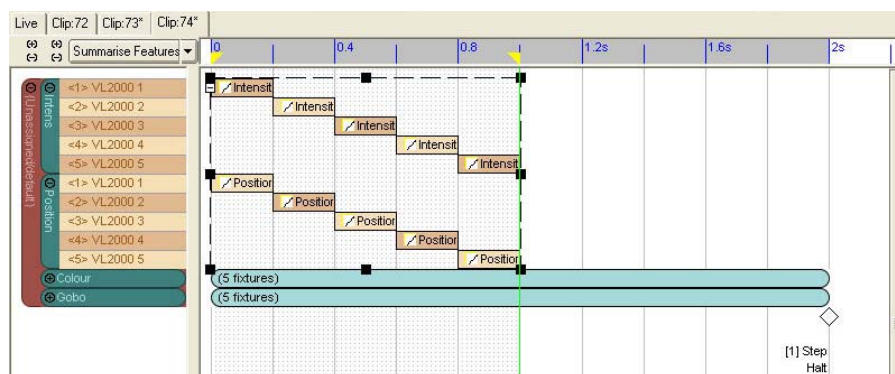 Live Clip:72 Clip:73* Clip:74*
Summarise Features
0 0.4 0.8 1.2s 1.6s 2s
(Unassigned/default)
Intens
<1> VL2000 1 Intensit
<2> VL2000 2 Intensit
<3> VL2000 3 Intensit
<4> VL2000 4 Intensit
<5> VL2000 5 Intensit
Position
<1> VL2000 1 Position
<2> VL2000 2 Position
<3> VL2000 3 Position
<4> VL2000 4 Position
<5> VL2000 5 Position
Colour (5 fixtures)
Gobo (5 fixtures)
[1] Step
Halt